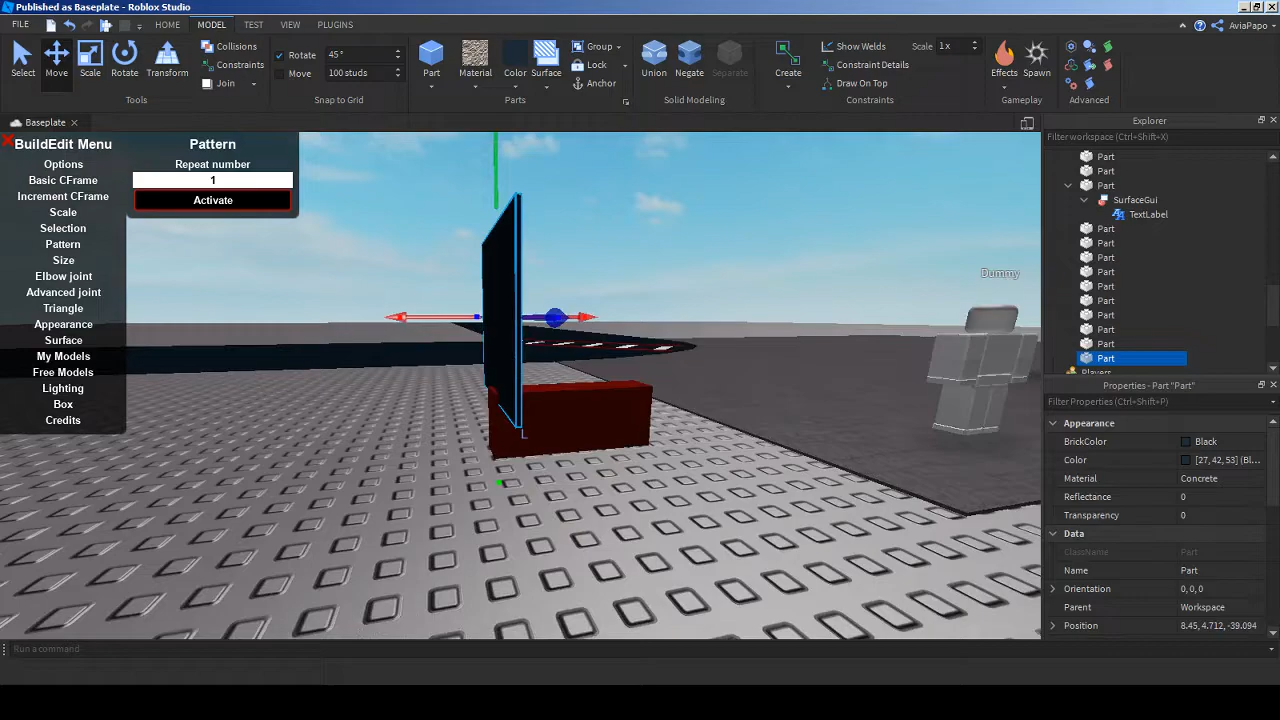 Published as Baseplate - Roblox Studio
FILE HOME MODEL TEST VIEW PLUGINS AviaPapo
Select Move Scale Rotate Transform
Collisions
Constraints
Join
Tools
Rotate 45°
Move 100 studs
Snap to Grid
Part Material Color Surface
Group
Lock
Anchor
Parts
Union Negate Separate
Solid Modeling
Create
Show Welds Scale 1x
Constraint Details
Draw On Top
Constraints
Effects Spawn
Gameplay
Advanced
Baseplate
BuildEdit Menu
Options
Basic CFrame
Increment CFrame
Scale
Selection
Pattern
Size
Elbow joint
Advanced joint
Triangle
Appearance
Surface
My Models
Free Models
Lighting
Box
Credits
Pattern
Repeat number
1
Activate
Dummy
L
Explorer
Filter workspace (Ctrl+Shift+X)
Part
Part
Part
SurfaceGui
TextLabel
Part
Part
Part
Part
Part
Part
Part
Part
Part
Part
Players
Properties - Part "Part"
Filter Properties (Ctrl+Shift+P)
Appearance
BrickColor Black
Color [27, 42, 53] (Bl...
Material Concrete
Reflectance 0
Transparency 0
Data
ClassName Part
Name Part
Orientation 0,0,0
Parent Workspace
Position 8.45, 4.712, -39.094
Run a command